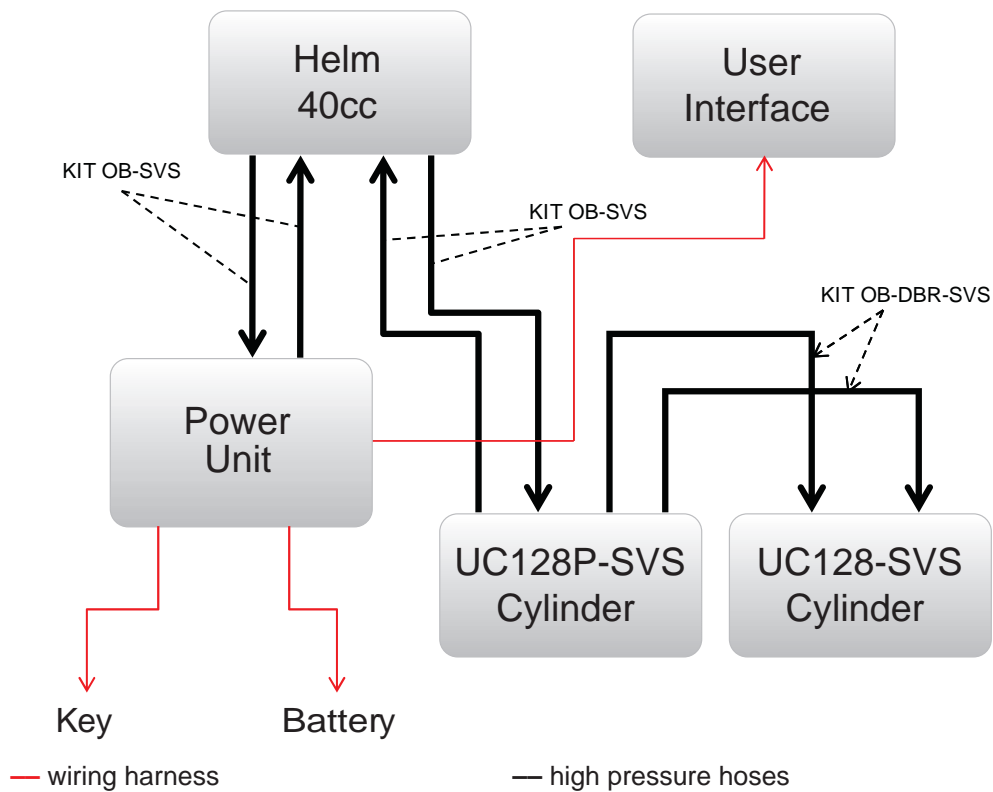 Helm
40cc
User
Interface
KIT OB-SVS
KIT OB-SVS
KIT OB-DBR-SVS
Power
Unit
UC128P-SVS
Cylinder
UC128-SVS
Cylinder
Key
Battery
wiring harness
high pressure hoses